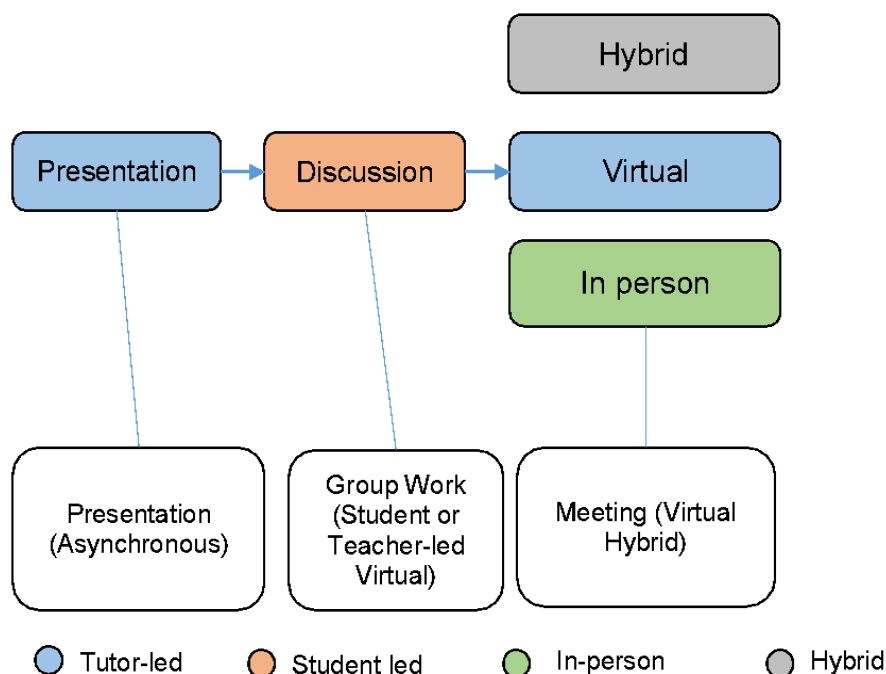 Hybrid
Presentation
Discussion
Virtual
In person
Presentation
(Asynchronous)
Group Work
(Student or
Teacher-led
Virtual)
Meeting (Virtual
Hybrid)
Tutor-led
Student led
In-person
Hybrid